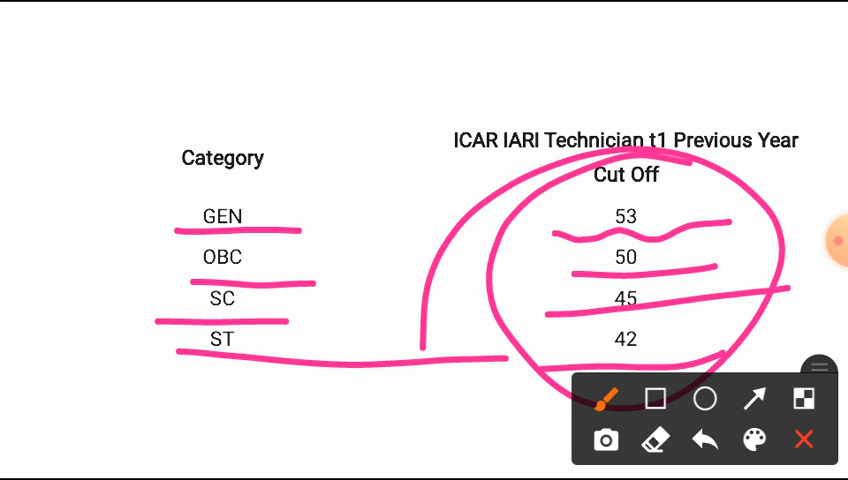 Category
ICAR IARI Technician t1 Previous Year
Cut Off
GEN 53
OBC 50
SC 45
ST 42